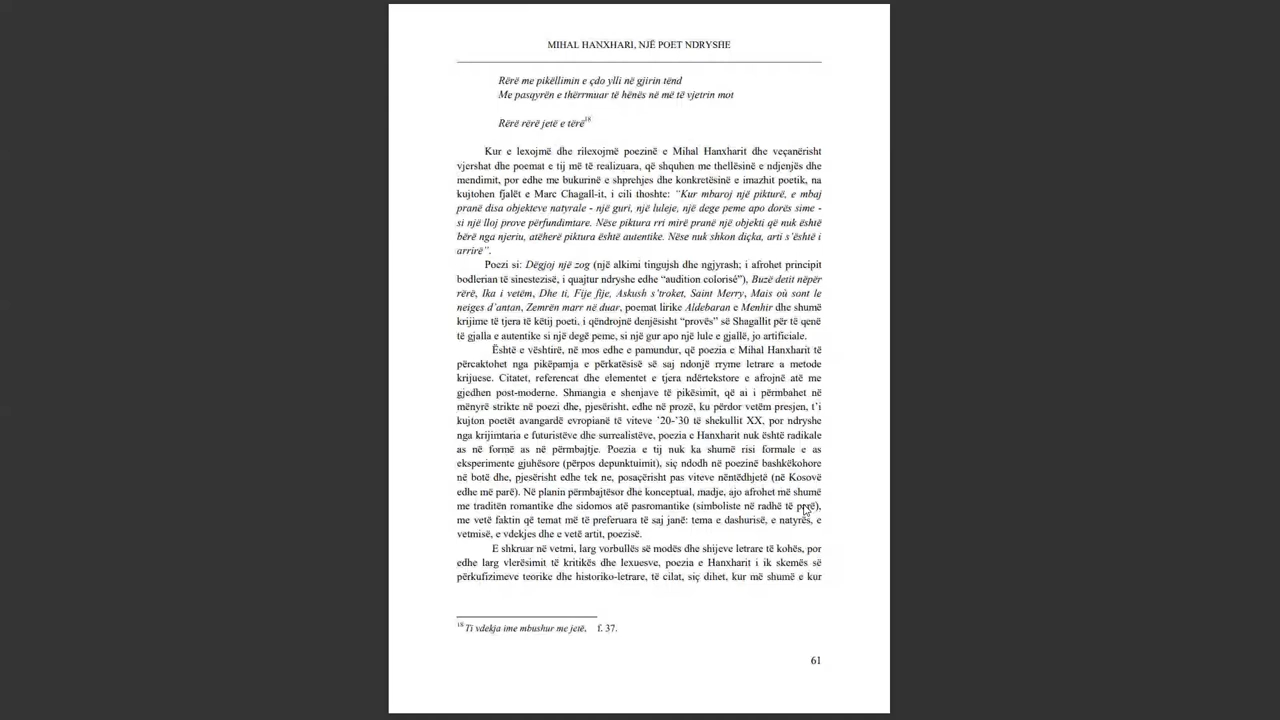 MIHAL HANXHARI, NJË POET NDRYSHE
Rërë me pikëllimin e çdo ylli në gjirin tënd
Me pasqyrën e thërrmuar të hënës në më të vjetrin mot
Rërë rërë jetë e tërë18
Kur e lexojmë dhe rilexojmë poezinë e Mihal Hanxharit dhe veçanërisht
vjershat dhe poemat e tij më të realizuara, që shquhen me thellësinë e ndjenjës dhe
mendimit, por edhe me bukurinë e shprehjes dhe konkretësinë e imazhit poetik, na
kujtohen fjalët e Marc Chagall-it, i cili thoshte: “Kur mbaroj një pikturë, e mbaj
pranë disa objekteve natyrale - një guri, një luleje, një dege peme apo dorës sime -
si një lloj prove përfundimtare. Nëse piktura rri mirë pranë një objekti që nuk është
bërë nga njeriu, atëherë piktura është autentike. Nëse nuk shkon diçka, arti s’është i
arrirë”.
Poezi si: Dëgjoj një zog (një alkimi tingujsh dhe ngjyrash; i afrohet principit
bodlerian të sinestezisë, i quajtur ndryshe edhe “audition colorisé”), Buzë detit nëpër
rërë, Ika i vetëm, Dhe ti, Fije fije, Askush s’troket, Saint Merry, Mais où sont le
neiges d’antan, Zemrën marr në duar, poemat lirike Aldebaran e Menhir dhe shumë
krijime të tjera të këtij poeti, i qëndrojnë denjësisht “provës” së Shagallit për të qenë
të gjalla e autentike si një degë peme, si një gur apo një lule e gjallë, jo artificiale.
Është e vështirë, në mos edhe e pamundur, që poezia e Mihal Hanxharit të
përcaktohet nga pikëpamja e përkatësisë së saj ndonjë rryme letrare a metode
krijuese. Citatet, referencat dhe elementet e tjera ndërtekstore e afrojnë atë me
gjedhen post-moderne. Shmangia e shenjave të pikësimit, që ai i përmbahet në
mënyrë strikte në poezi dhe, pjesërisht, edhe në prozë, ku përdor vetëm presjen, t’i
kujton poetët avangardë evropianë të viteve ’20-’30 të shekullit XX, por ndryshe
nga krijimtaria e futuristëve dhe surrealistëve, poezia e Hanxharit nuk është radikale
as në formë as në përmbajtje. Poezia e tij nuk ka shumë risi formale e as
eksperimente gjuhësore (përpos depunktuimit), siç ndodh në poezinë bashkëkohore
në botë dhe, pjesërisht edhe tek ne, posaçërisht pas viteve nëntëdhjetë (në Kosovë
edhe më parë). Në planin përmbajtësor dhe konceptual, madje, ajo afrohet më shumë
me traditën romantike dhe sidomos atë pasromantike (simboliste në radhë të parë),
me vetë faktin që temat më të preferuara të saj janë: tema e dashurisë, e natyrës, e
vetmisë, e vdekjes dhe e vetë artit, poezisë.
E shkruar në vetmi, larg vorbullës së modës dhe shijeve letrare të kohës, por
edhe larg vlerësimit të kritikës dhe lexuesve, poezia e Hanxharit i ik skemës së
përkufizimeve teorike dhe historiko-letrare, të cilat, siç dihet, kur më shumë e kur
18 Ti vdekja ime mbushur me jetë, f. 37.
61